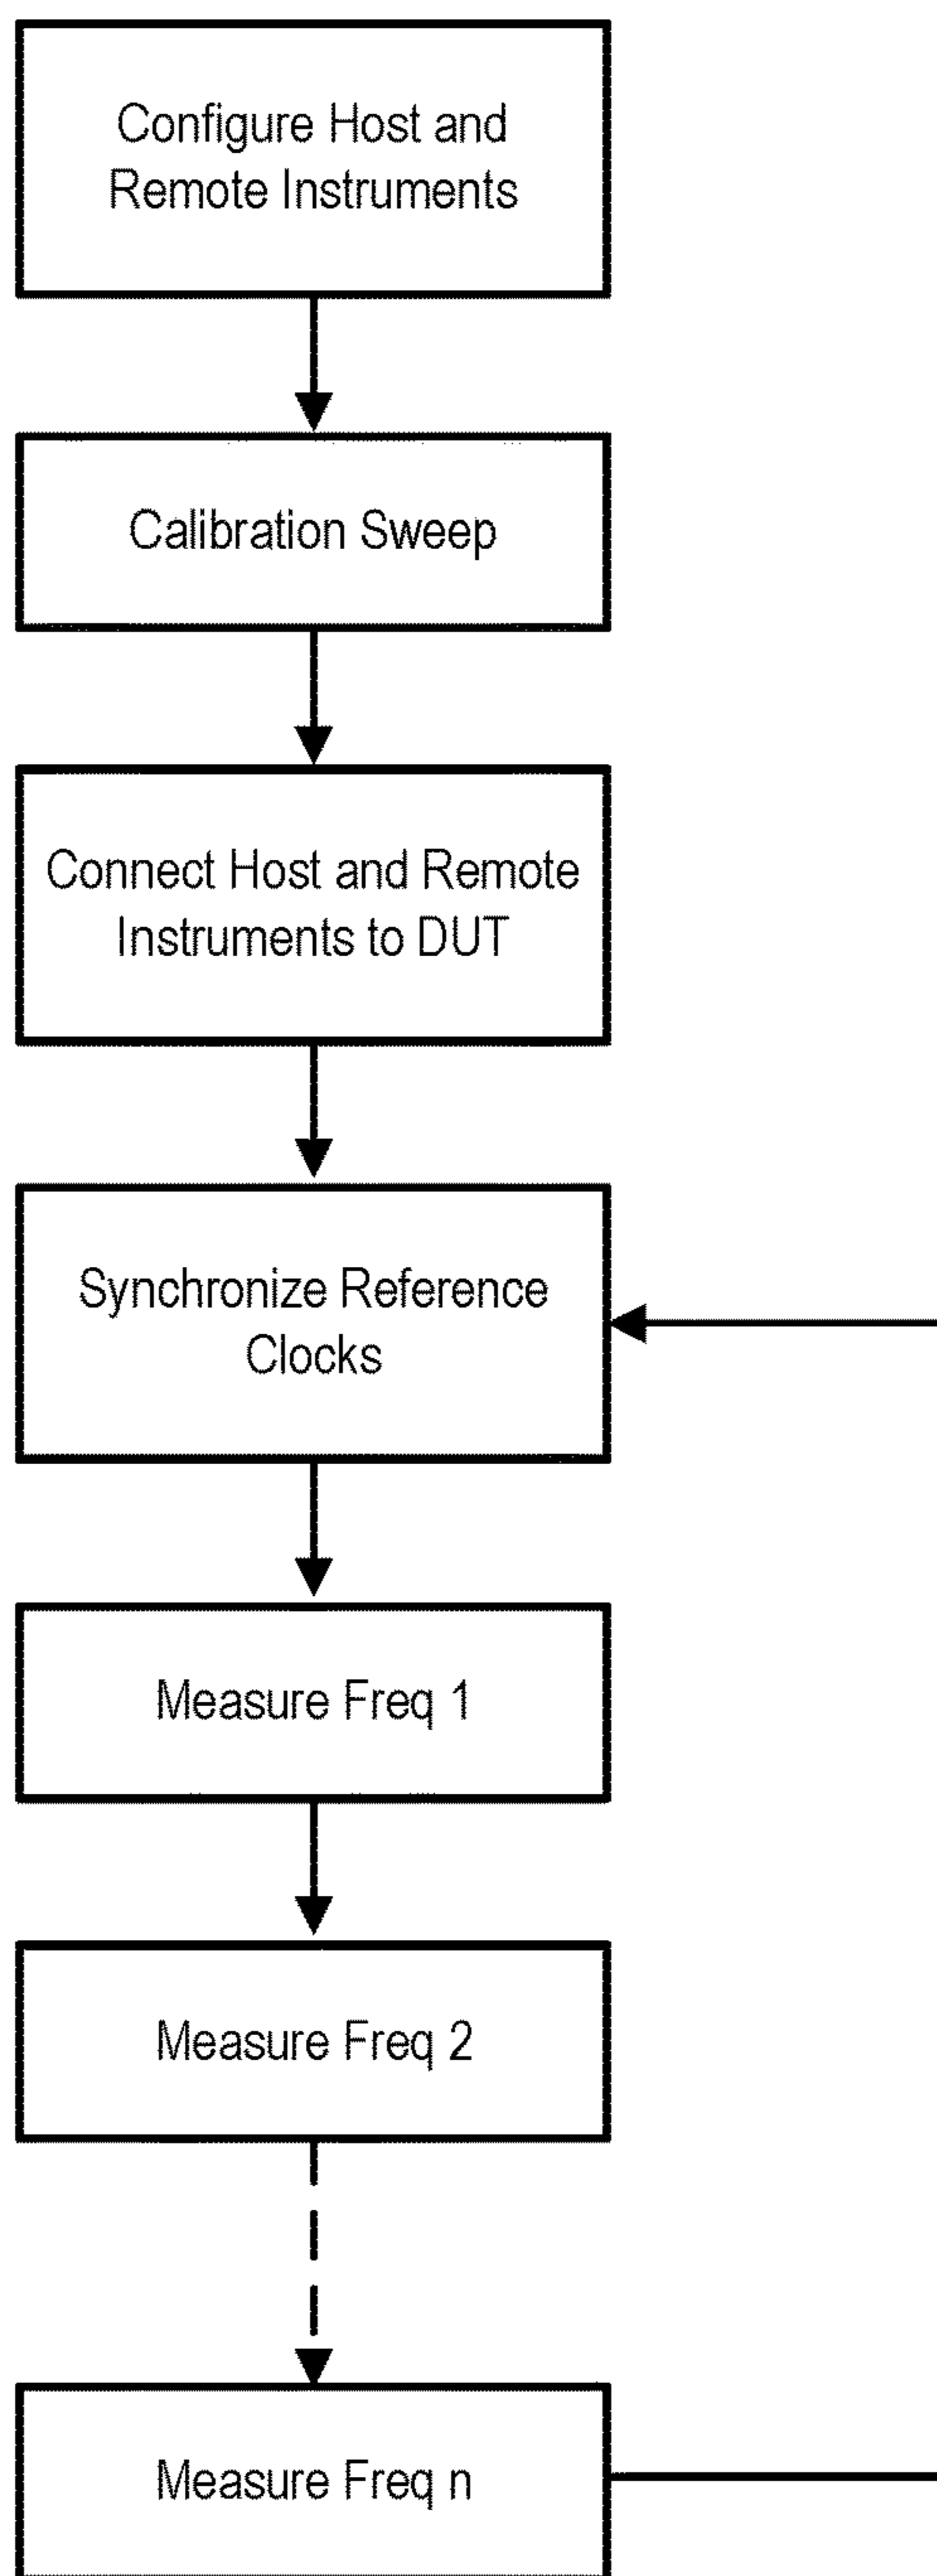 Configure Host and
Remote Instruments
Calibration Sweep
Connect Host and Remote
Instruments to DUT
Synchronize Reference
Clocks
Measure Freq 1
Measure Freq 2
Measure Freq n